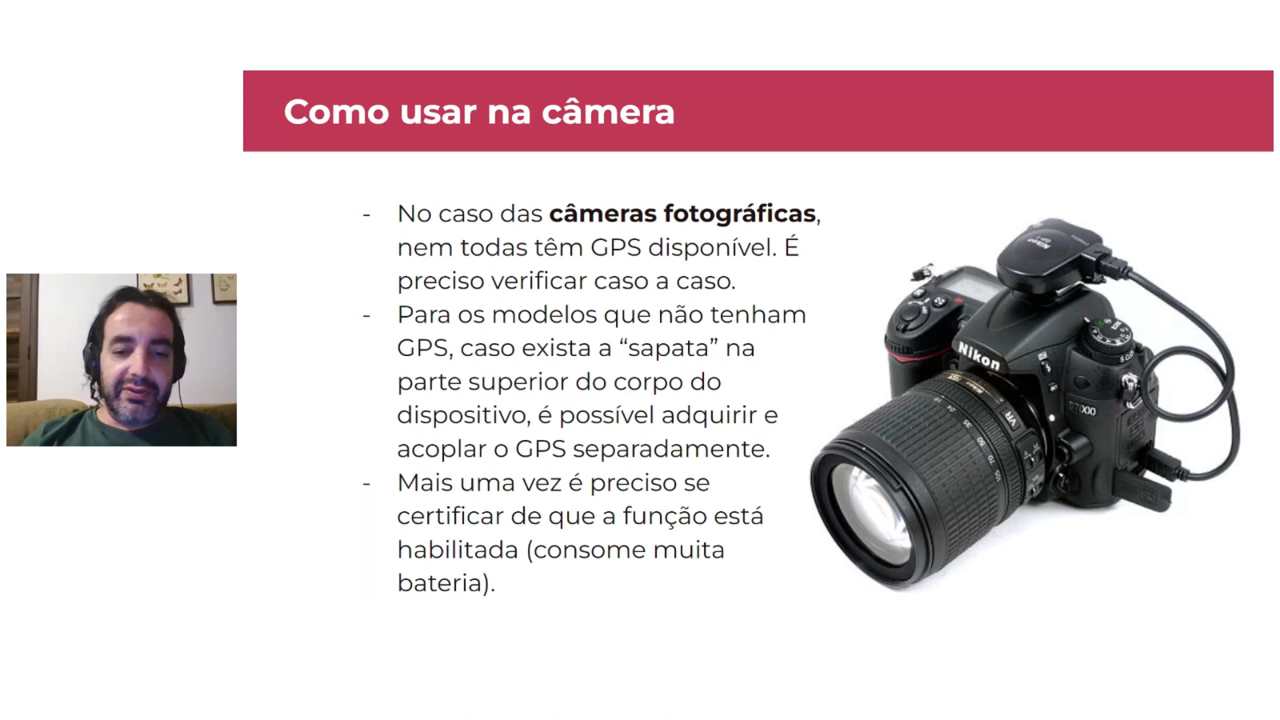 Como usar na câmera
- No caso das câmeras fotográficas,
nem todas têm GPS disponível. É
preciso verificar caso a caso.
- Para os modelos que não tenham
GPS, caso exista a “sapata” na
parte superior do corpo do
dispositivo, é possível adquirir e
acoplar o GPS separadamente.
- Mais uma vez é preciso se
certificar de que a função está
habilitada (consome muita
bateria).
Nikon
Nikon
D7000
VR